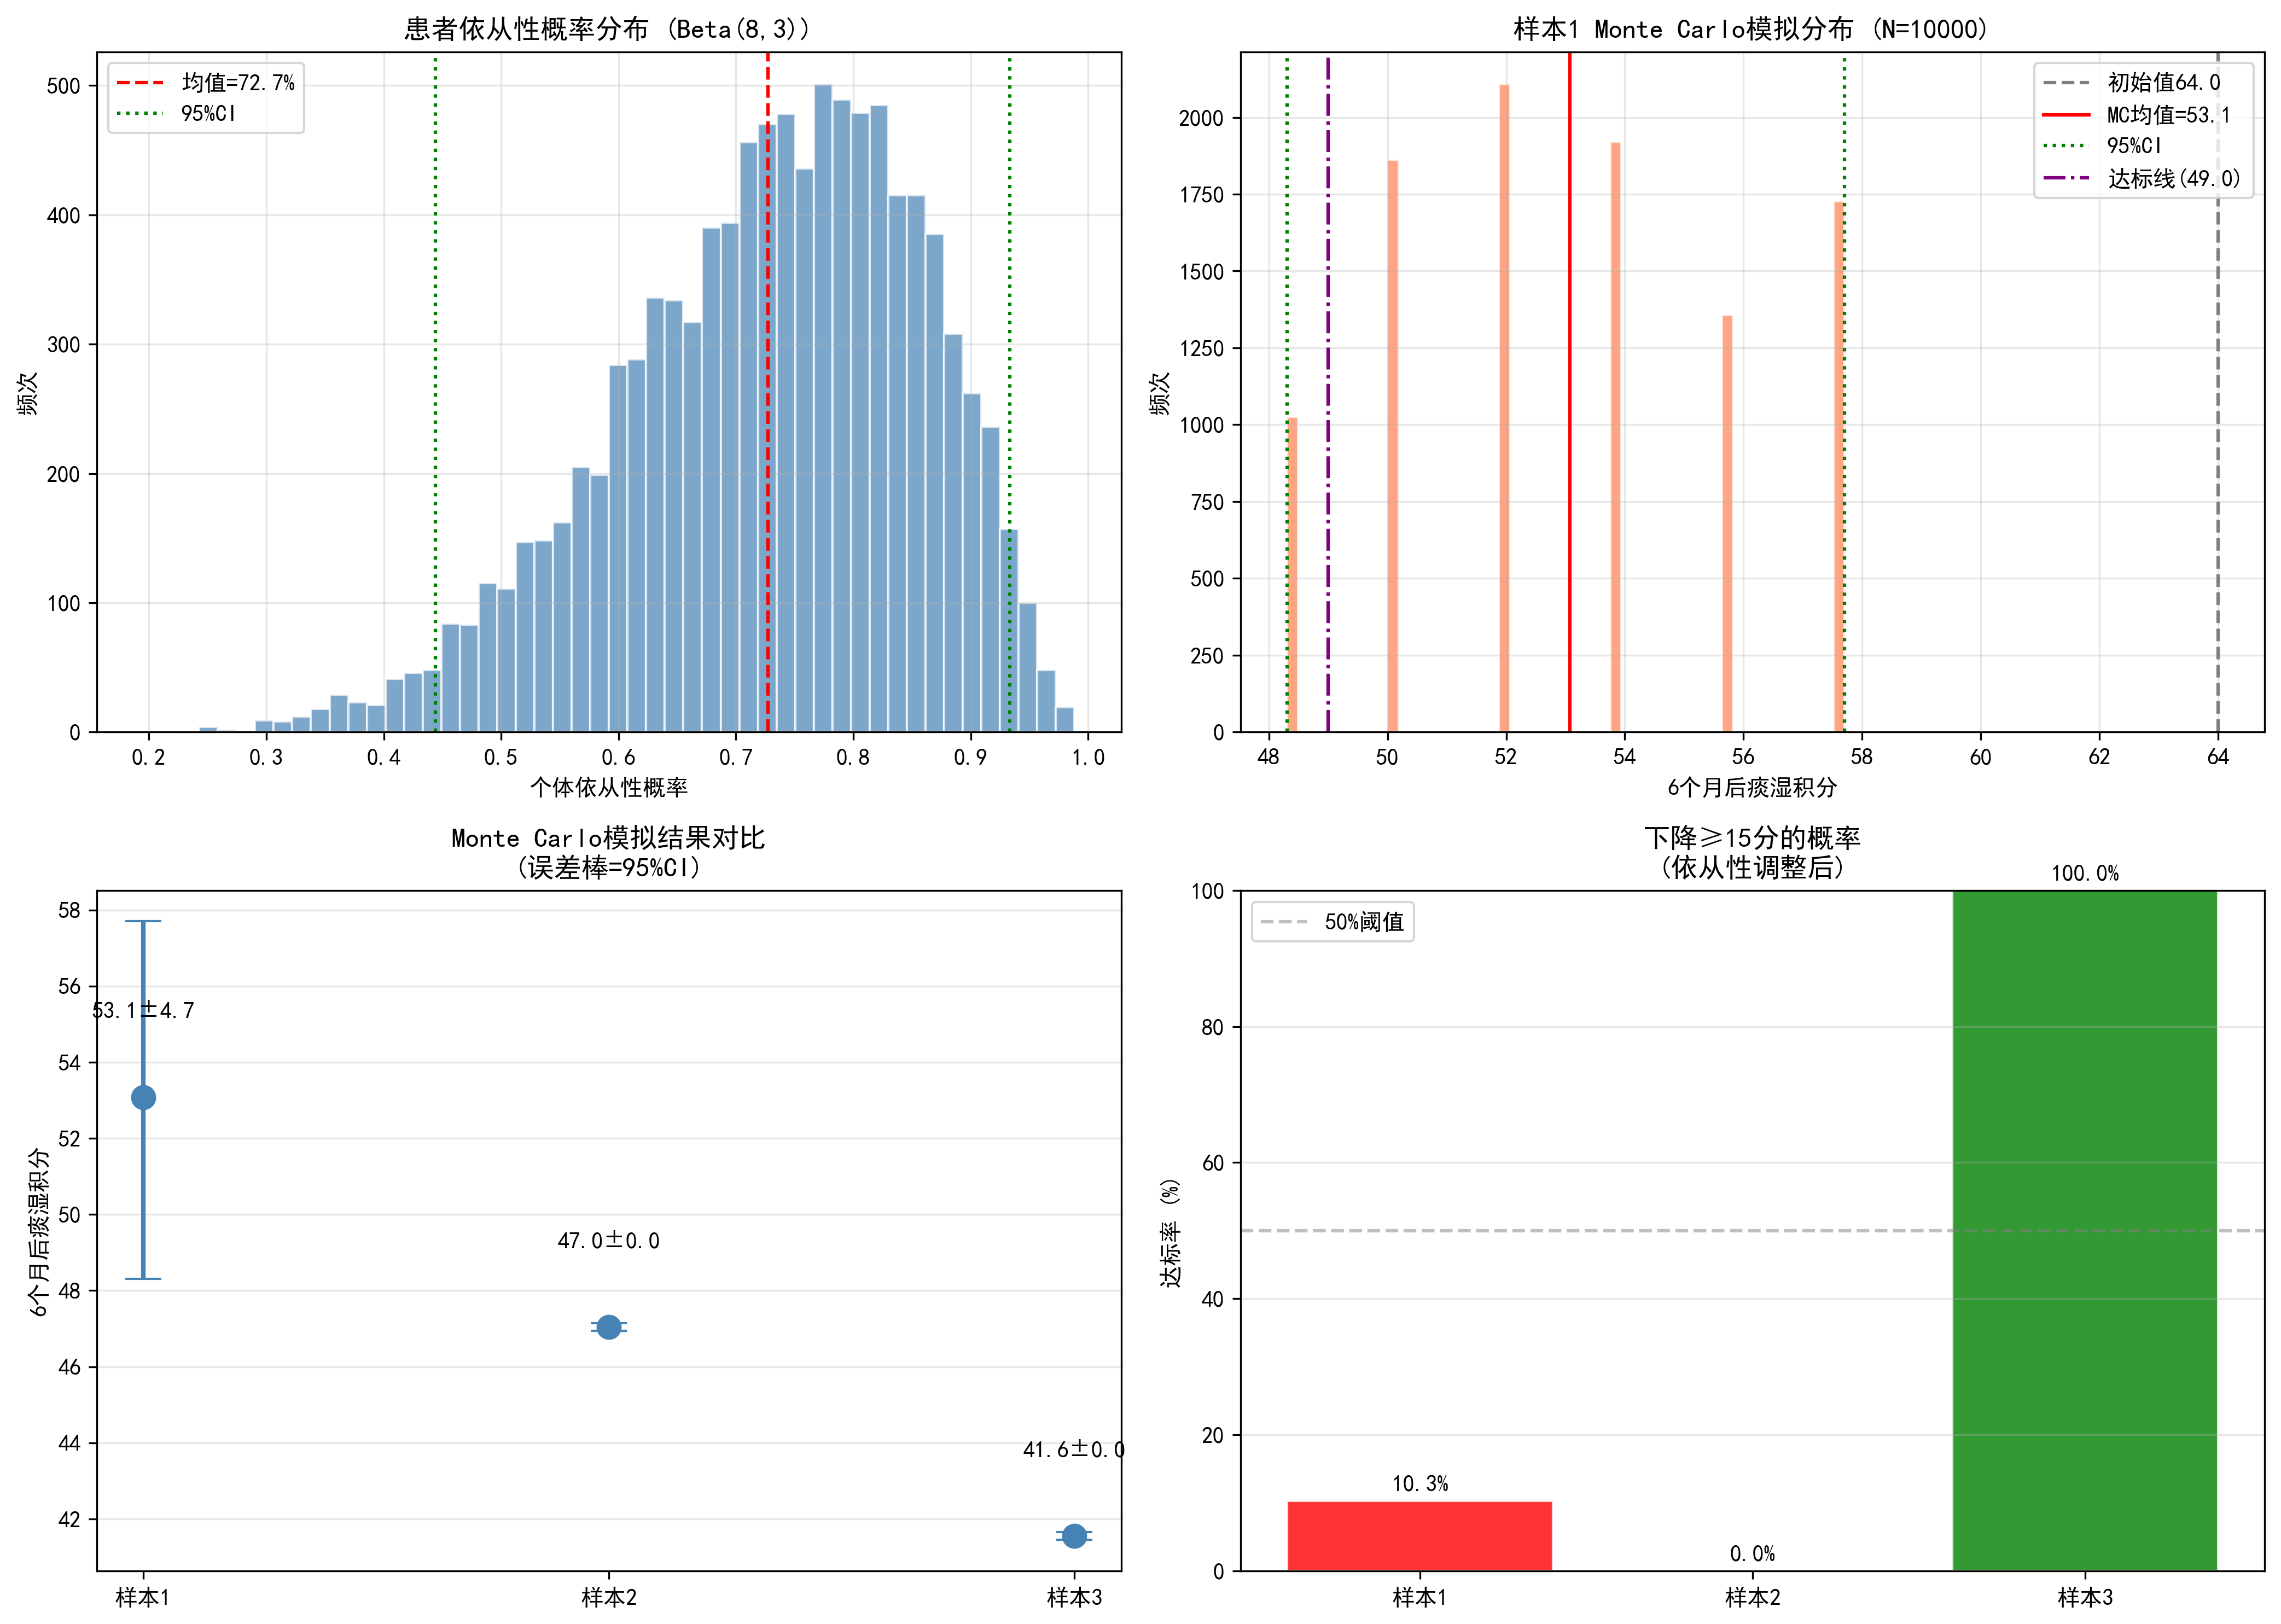 患者依从性概率分布 (Beta(8,3))
均值=72.7%
95%CI
频次
500
400
300
200
100
0
0.2 0.3 0.4 0.5 0.6 0.7 0.8 0.9 1.0
个体依从性概率
样本1 Monte Carlo模拟分布 (N=10000)
初始值64.0
MC均值=53.1
95%CI
达标线(49.0)
频次
2000
1750
1500
1250
1000
750
500
250
0
48 50 52 54 56 58 60 62 64
6个月后痰湿积分
Monte Carlo模拟结果对比
(误差棒=95%CI)
6个月后痰湿积分
58
56
54
52
50
48
46
44
42
53.1±4.7
47.0±0.0
41.6±0.0
样本1 样本2 样本3
下降≥15分的概率
(依从性调整后)
50%阈值
达标率 (%)
100
80
60
40
20
0
10.3%
0.0%
100.0%
样本1 样本2 样本3